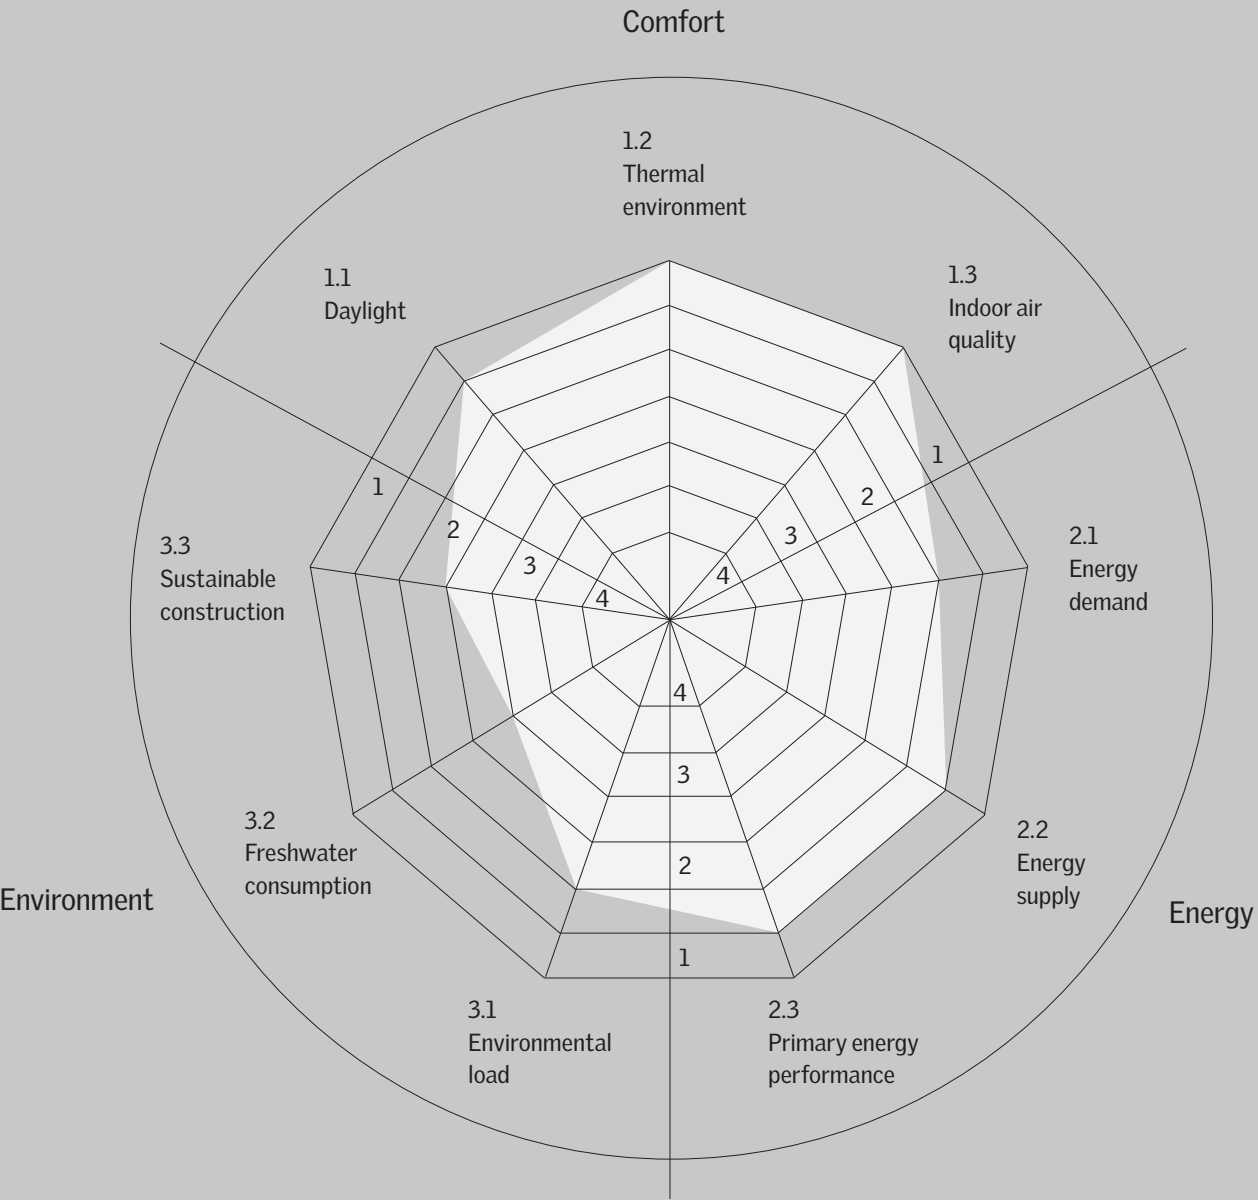 Comfort
1.2
Thermal
environment
1.1
Daylight
1.3
Indoor air
quality
1
2
3
4
1
2
3
4
3.3
Sustainable
construction
2.1
Energy
demand
4
3
2
1
3.2
Freshwater
consumption
2.2
Energy
supply
Environment
Energy
3.1
Environmental
load
2.3
Primary energy
performance